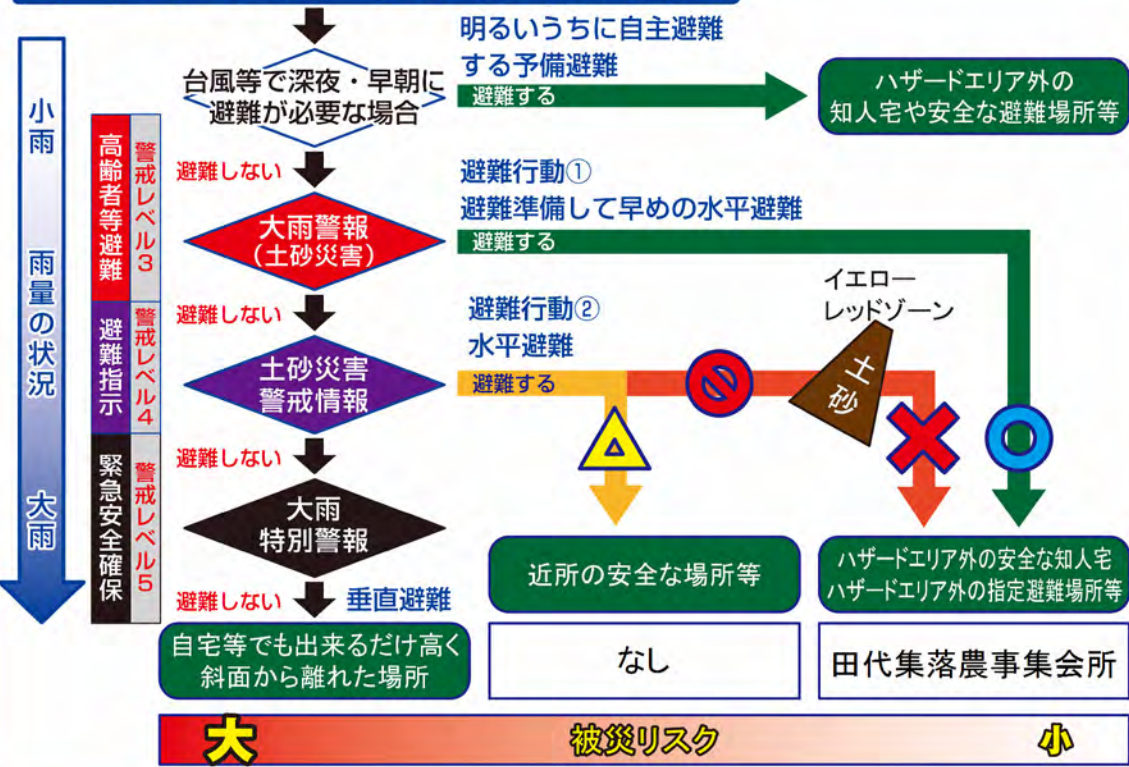 小雨
雨量の状況
大雨
高齢者等避難
警戒レベル3
避難指示
警戒レベル4
緊急安全確保
警戒レベル5
台風等で深夜・早朝に
避難が必要な場合
明るいうちに自主避難
する予備避難
避難する
ハザードエリア外の
知人宅や安全な避難場所等
避難しない
大雨警報
(土砂災害)
避難行動①
避難準備して早めの水平避難
避難する
避難しない
土砂災害
警戒情報
避難行動②
水平避難
避難する
イエロー
レッドゾーン
土砂
避難しない
大雨
特別警報
避難しない
垂直避難
自宅等でも出来るだけ高く
斜面から離れた場所
近所の安全な場所等
なし
ハザードエリア外の安全な知人宅
ハザードエリア外の指定避難場所等
田代集落農事集会所
大
被災リスク
小